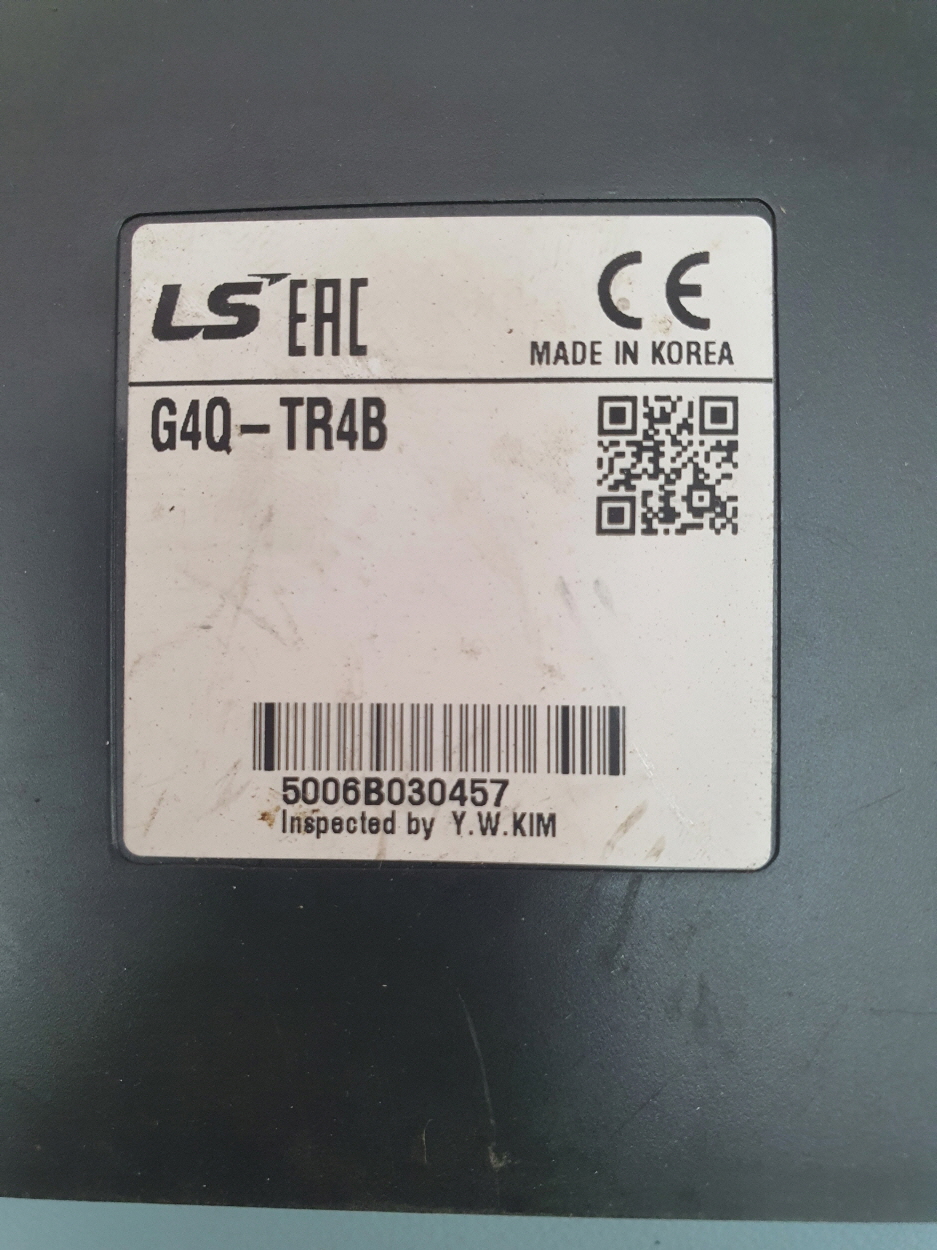 LS EAC CE
MADE IN KOREA
G4Q-TR4B
5006B030457
Inspected by Y.W.KIM